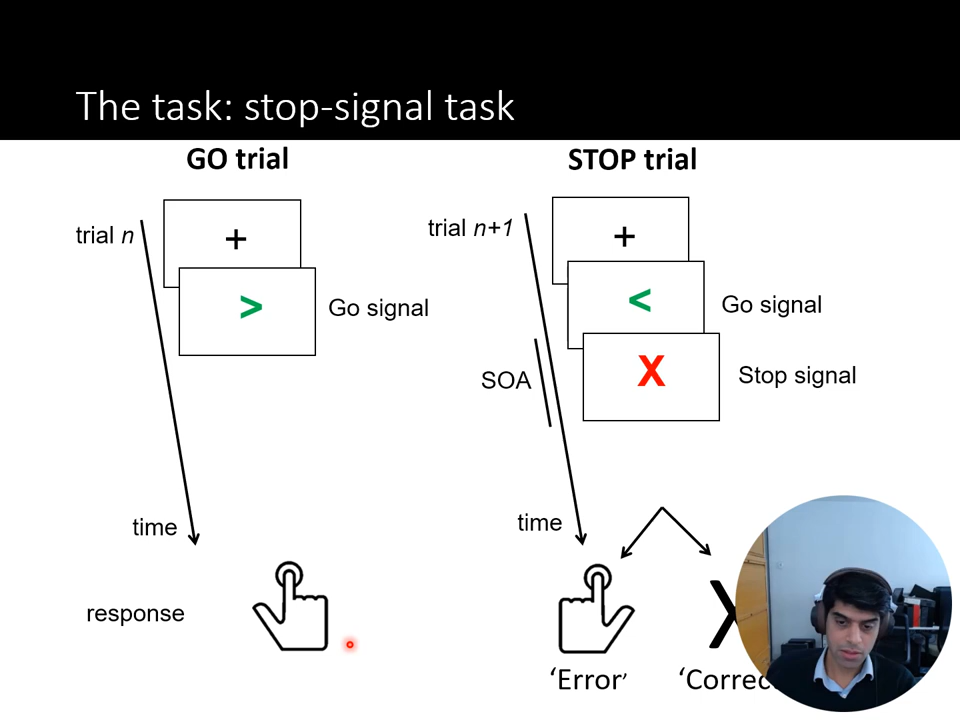 The task: stop-signal task
GO trial
trial n
+
>
Go signal
time
response
STOP trial
trial n+1
+
<
Go signal
X
Stop signal
SOA
time
‘Error’